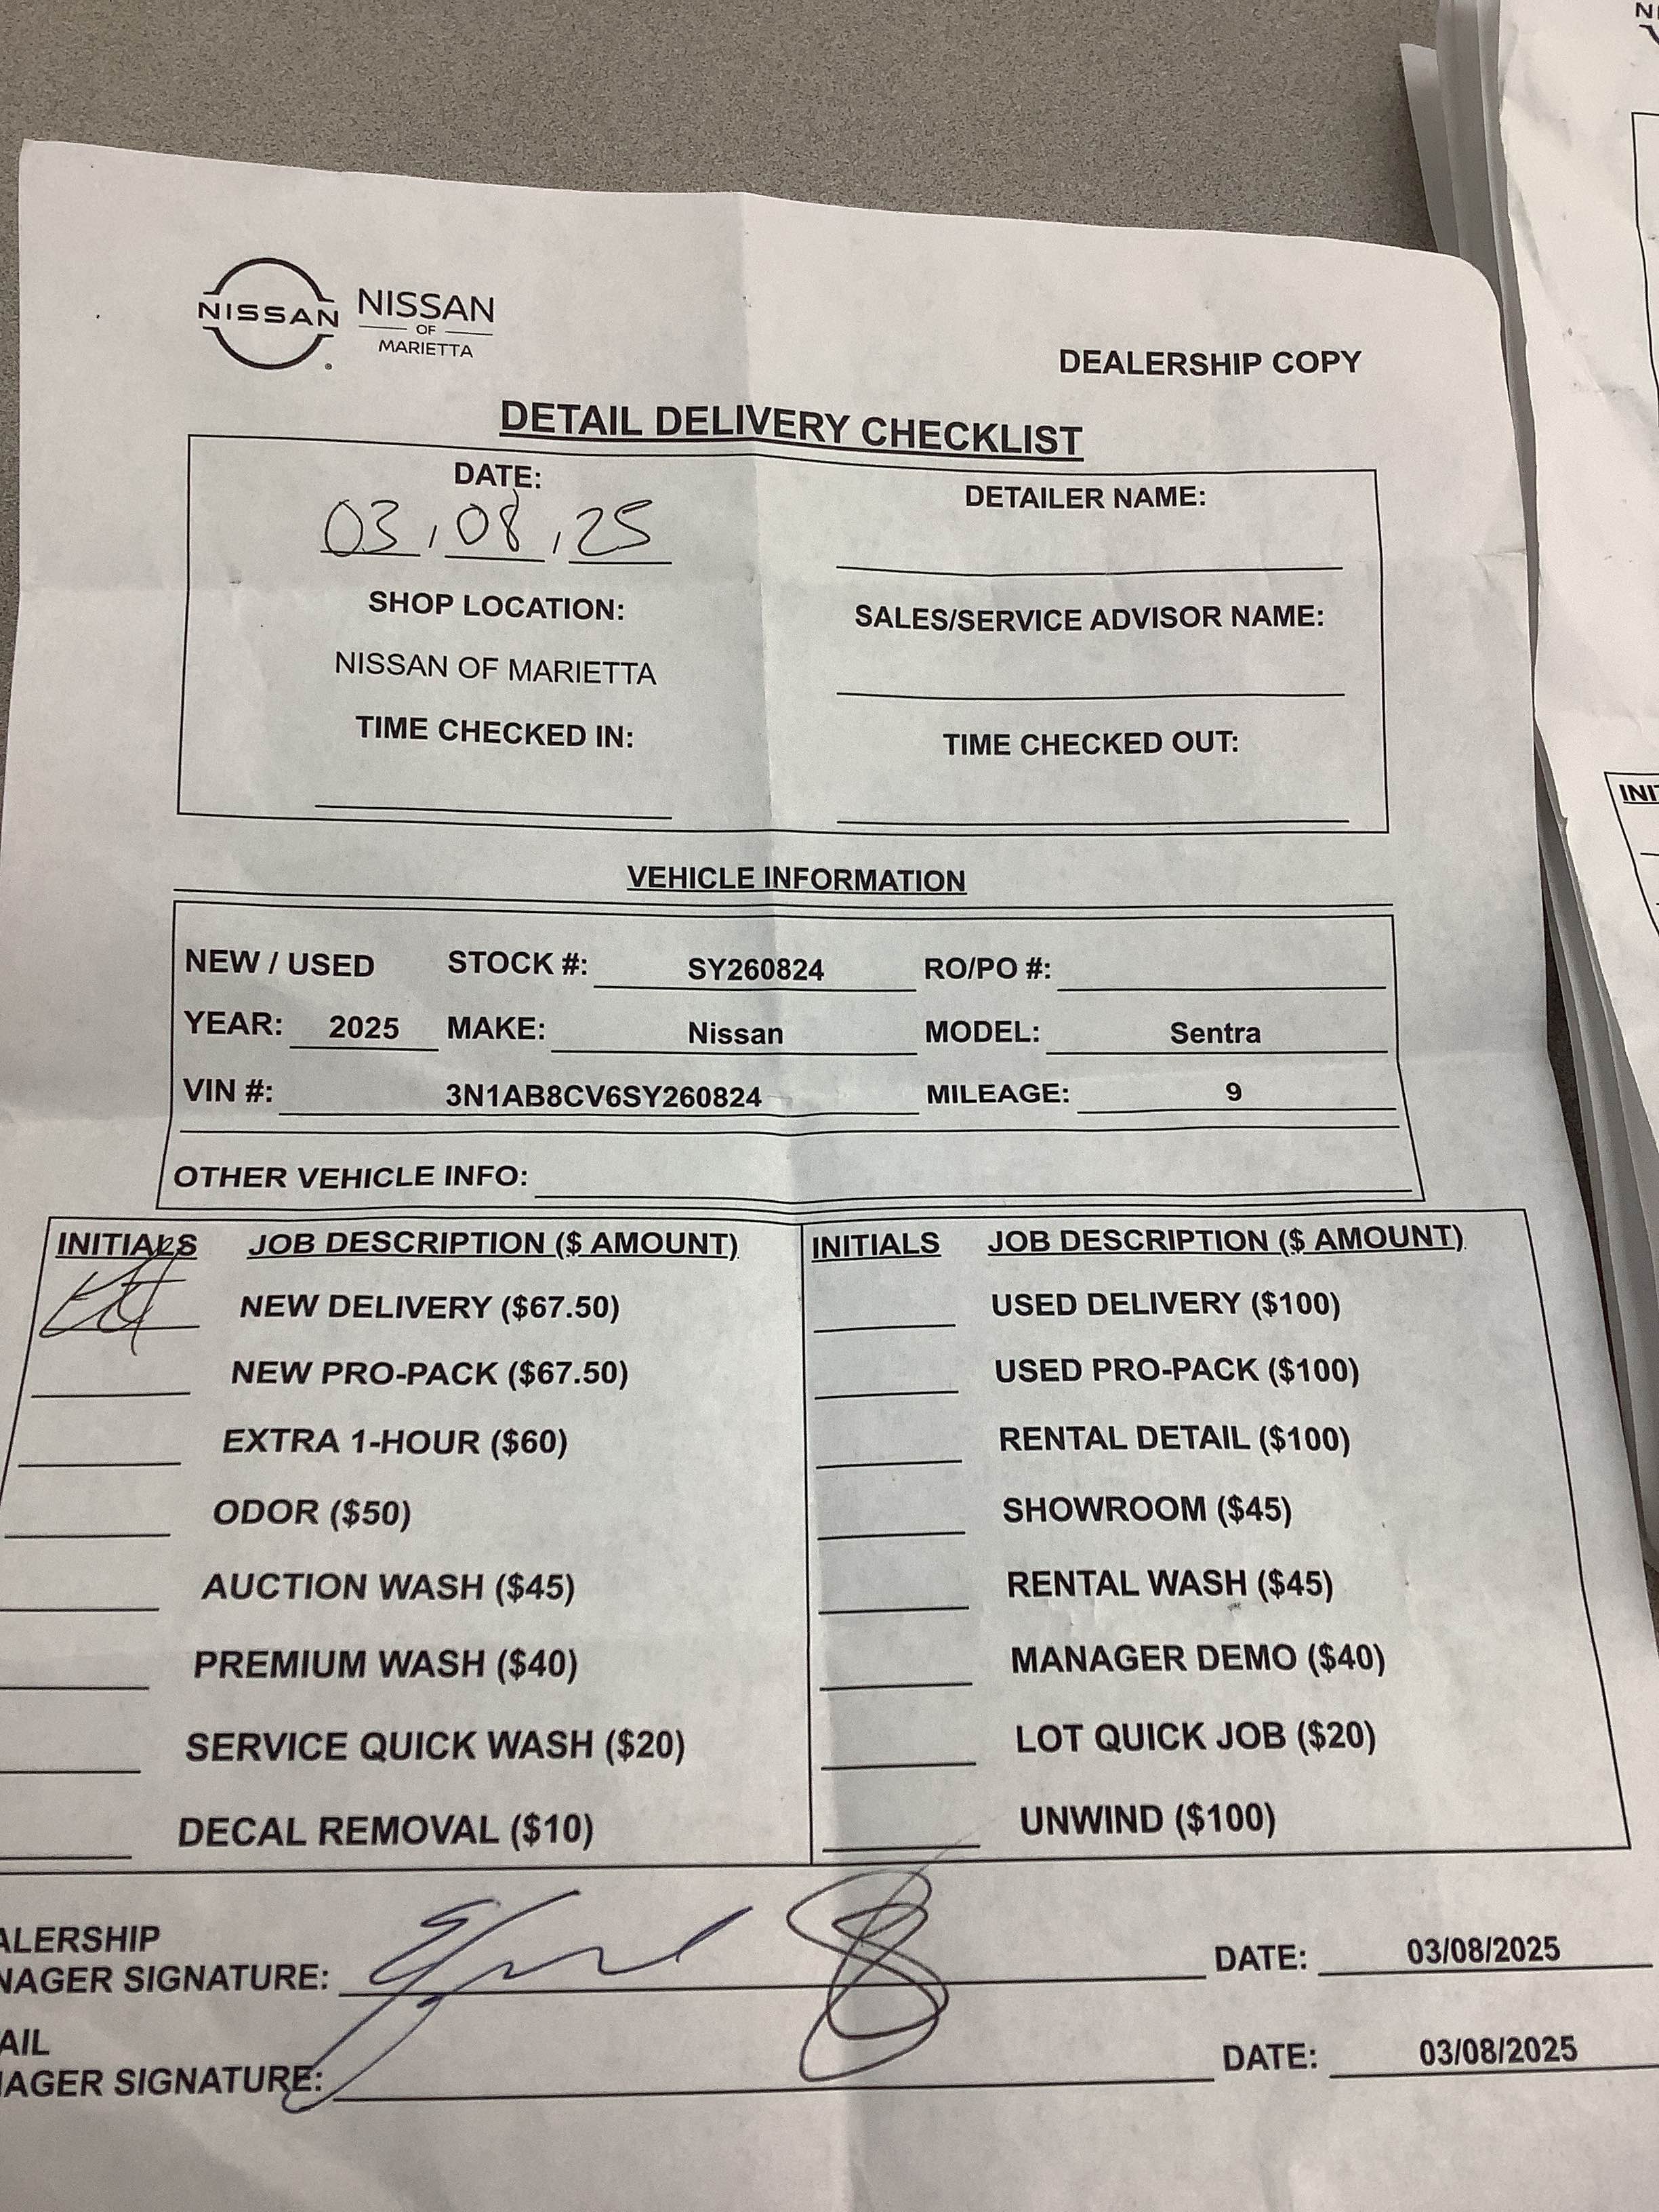 NISSAN
NISSAN
OF
MARIETTA
DEALERSHIP COPY
DETAIL DELIVERY CHECKLIST
DATE:
03 / 08 / 25
DETAILER NAME:
SHOP LOCATION:
SALES/SERVICE ADVISOR NAME:
NISSAN OF MARIETTA
TIME CHECKED IN:
TIME CHECKED OUT:
VEHICLE INFORMATION
NEW / USED STOCK #: SY260824 RO/PO #:
YEAR: 2025 MAKE: Nissan MODEL: Sentra
VIN #: 3N1AB8CV6SY260824 MILEAGE: 9
OTHER VEHICLE INFO:
INITIALS JOB DESCRIPTION ($ AMOUNT) INITIALS JOB DESCRIPTION ($ AMOUNT)
NEW DELIVERY ($67.50) USED DELIVERY ($100)
NEW PRO-PACK ($67.50) USED PRO-PACK ($100)
EXTRA 1-HOUR ($60) RENTAL DETAIL ($100)
ODOR ($50) SHOWROOM ($45)
AUCTION WASH ($45) RENTAL WASH ($45)
PREMIUM WASH ($40) MANAGER DEMO ($40)
SERVICE QUICK WASH ($20) LOT QUICK JOB ($20)
DECAL REMOVAL ($10) UNWIND ($100)
ALERSHIP
NAGER SIGNATURE: DATE: 03/08/2025
AIL
AGER SIGNATURE: DATE: 03/08/2025